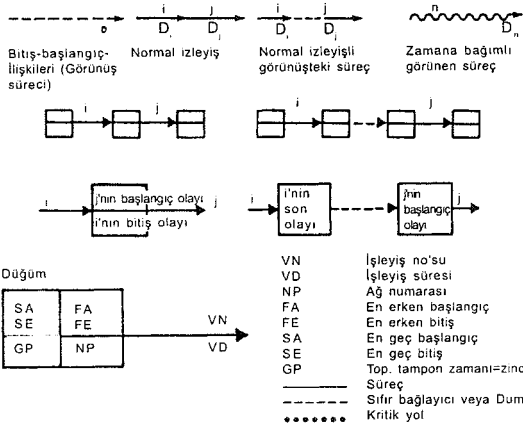 i j i j n
o D i D j D i D j D n
Bitiş-başlangıç- Normal izleyiş Normal izleyişli Zamana bağımlı
İlişkileri (Görünüş görünüşteki süreç görünen süreç
süreci)
i j i j
i j'nın başlangıç olayı j
i'nın bitiş olayı
i i'nin son olayı j'nin başlangıç olayı j
Düğüm
SA FA
SE FE
GP NP
VN
VD
VN İşleyiş no'su
VD İşleyiş süresi
NP Ağ numarası
FA En erken başlangıç
FE En erken bitiş
SA En geç başlangıç
SE En geç bitiş
GP Top. tampon zamanı=zinc
Süreç
Sıfır bağlayıcı veya Dum
Kritik yol